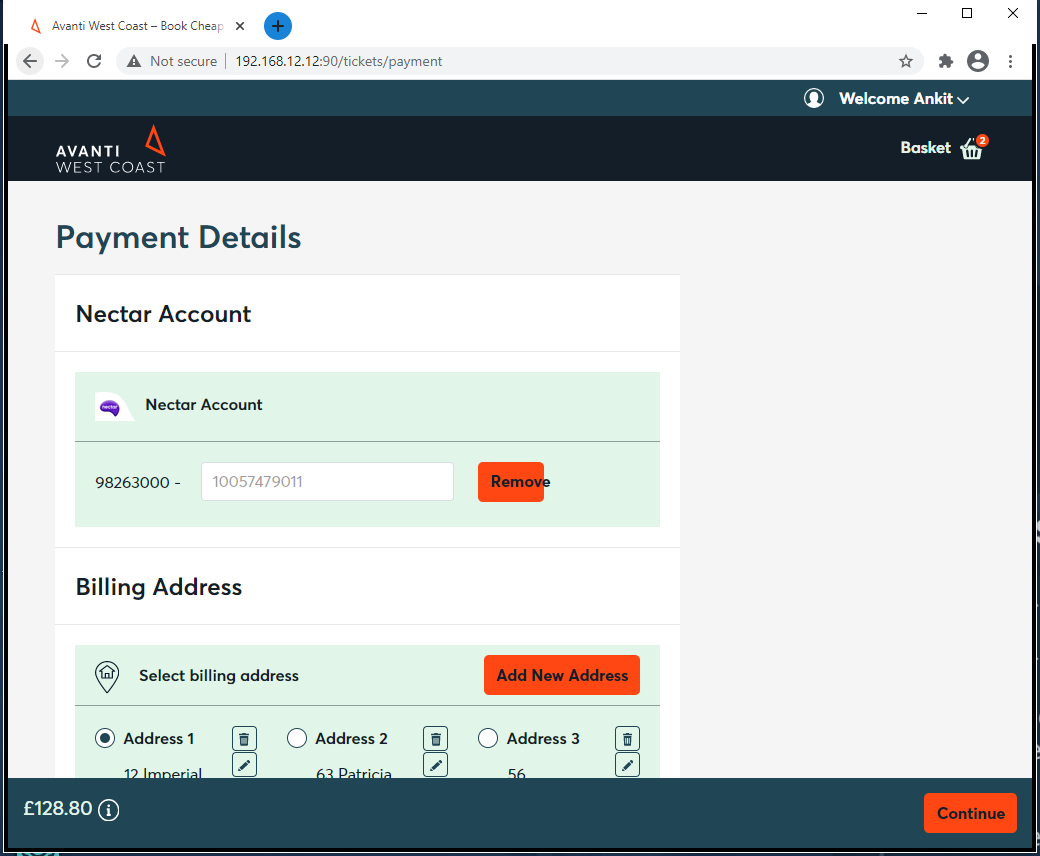 Avanti West Coast – Book Cheap
Not secure
192.168.12.12:90/tickets/payment
Welcome Ankit
AVANTI
WEST COAST
Basket
2
Payment Details
Nectar Account
nectar
Nectar Account
98263000 -
10057479011
Remove
Billing Address
Select billing address
Add New Address
Address 1
Address 2
Address 3
12 Imperial
63 Patricia
56
£128.80
Continue